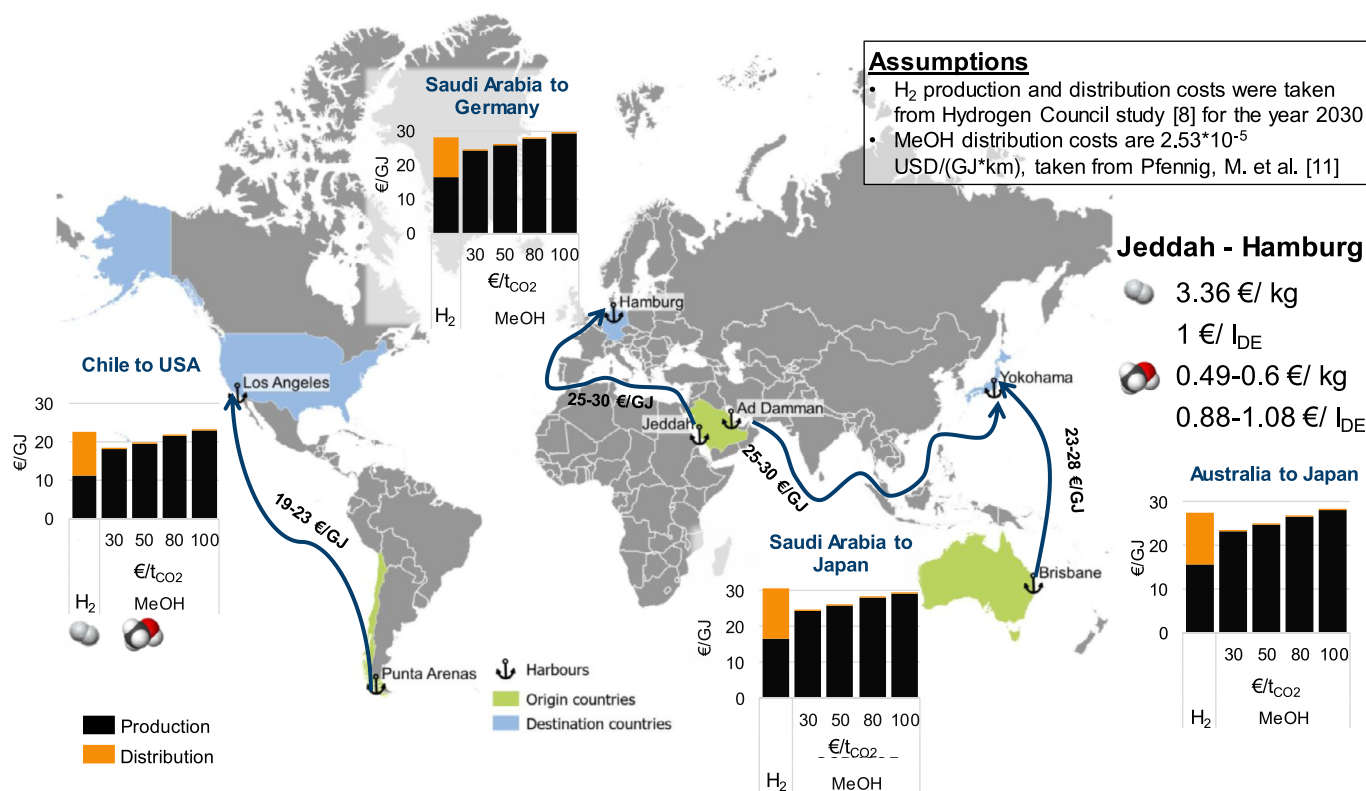 Assumptions
• H₂ production and distribution costs were taken
from Hydrogen Council study [8] for the year 2030
• MeOH distribution costs are 2.53*10⁻⁵
USD/(GJ*km), taken from Pfennig, M. et al. [11]
Saudi Arabia to
Germany
€/GJ
30
20
10
0
30 50 80 100
€/t_CO2
H₂
MeOH
Jeddah - Hamburg
3.36 €/ kg
1 €/ l_DE
0.49-0.6 €/ kg
0.88-1.08 €/ l_DE
Hamburg
Los Angeles
Yokohama
Ad Damman
Jeddah
Brisbane
Punta Arenas
25-30 €/GJ
25-30 €/GJ
23-28 €/GJ
19-23 €/GJ
Chile to USA
€/GJ
30
20
10
0
30 50 80 100
€/t_CO2
H₂
MeOH
Saudi Arabia to
Japan
€/GJ
30
20
10
0
30 50 80 100
€/t_CO2
H₂
MeOH
Australia to Japan
€/GJ
30
20
10
0
30 50 80 100
€/t_CO2
H₂
MeOH
Harbours
Origin countries
Destination countries
Production
Distribution